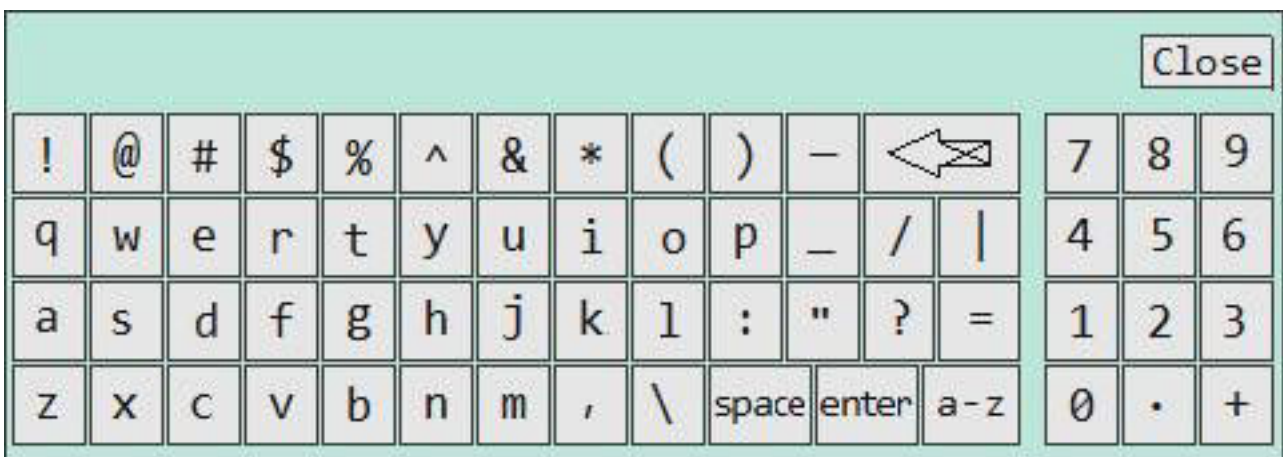 Close
! @ # $ % ^ & * ( ) – 7 8 9
q w e r t y u i o p _ / | 4 5 6
a s d f g h j k l : " ? = 1 2 3
z x c v b n m , \ space enter a-z 0 . +